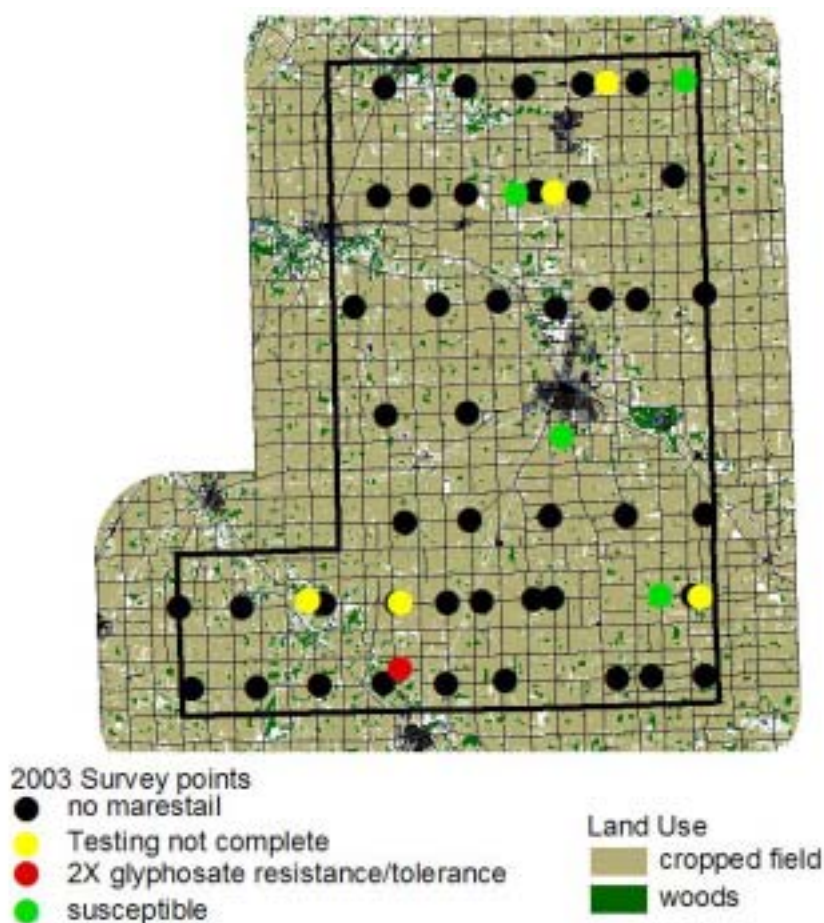 2003 Survey points
no marestail
Testing not complete
2X glyphosate resistance/tolerance
susceptible
Land Use
cropped field
woods